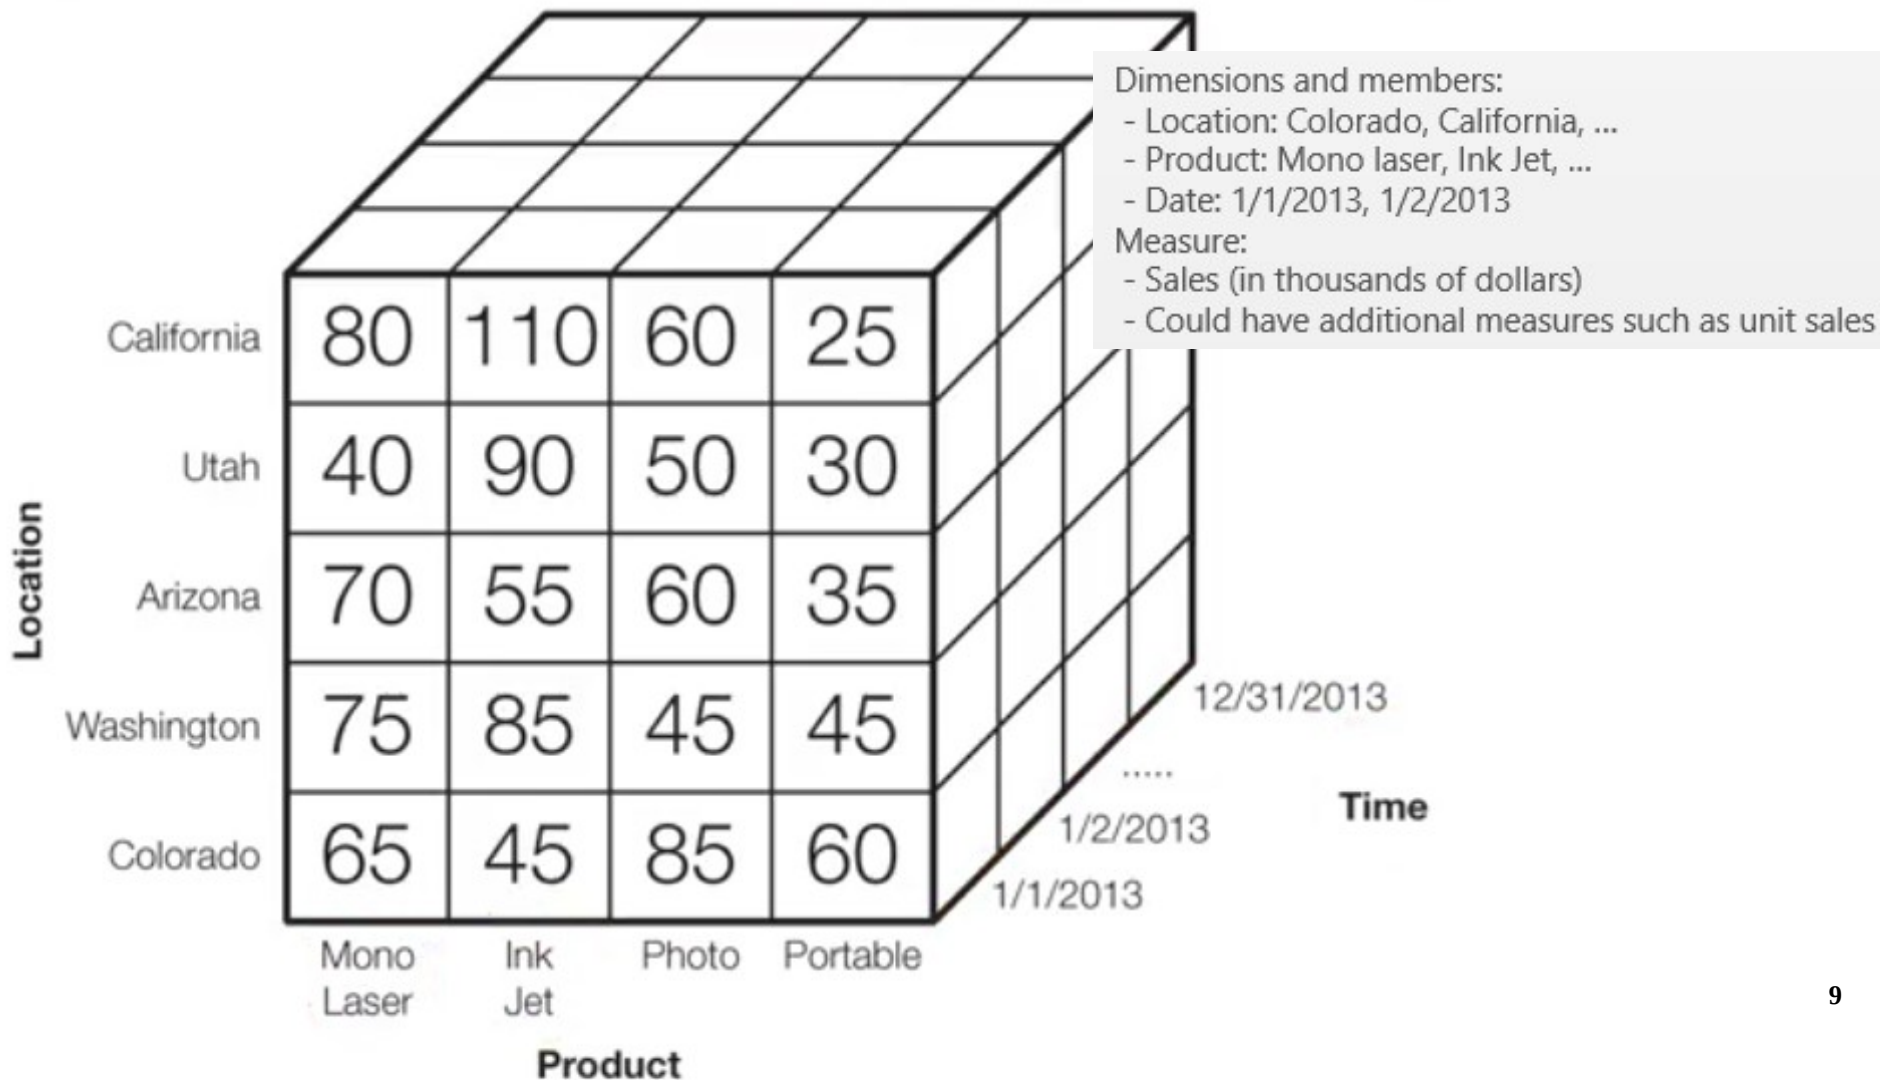 Dimensions and members:
- Location: Colorado, California, ...
- Product: Mono laser, Ink Jet, ...
- Date: 1/1/2013, 1/2/2013
Measure:
- Sales (in thousands of dollars)
- Could have additional measures such as unit sales
Location
California 80 110 60 25
Utah 40 90 50 30
Arizona 70 55 60 35
Washington 75 85 45 45
Colorado 65 45 85 60
12/31/2013
.....
Time
1/2/2013
1/1/2013
Mono Laser
Ink Jet
Photo
Portable
Product
9